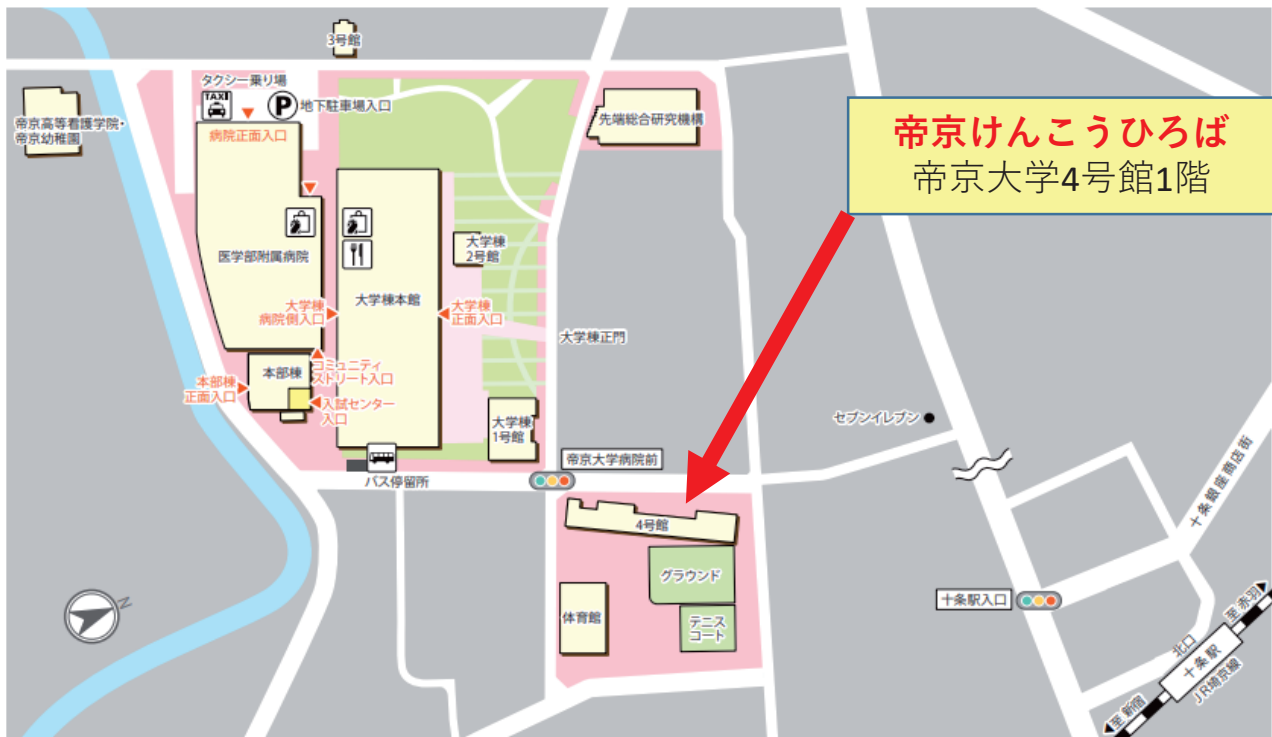 3号館
タクシー乗り場
TAXI
P
地下駐車場入口
病院正面入口
帝京高等看護学院・
帝京幼稚園
先端総合研究機構
帝京けんこうひろば
帝京大学4号館1階
医学部附属病院
大学棟
2号館
大学棟
病院側入口
大学棟本館
大学棟
正面入口
大学棟正門
本部棟
コミュニティ
ストリート入口
本部棟
正面入口
入試センター
入口
大学棟
1号館
セブンイレブン
帝京大学病院前
バス停留所
4号館
グラウンド
体育館
テニス
コート
十条銀座商店街
十条駅入口
至赤羽
北口
十条駅
JR埼京線
至新宿
N